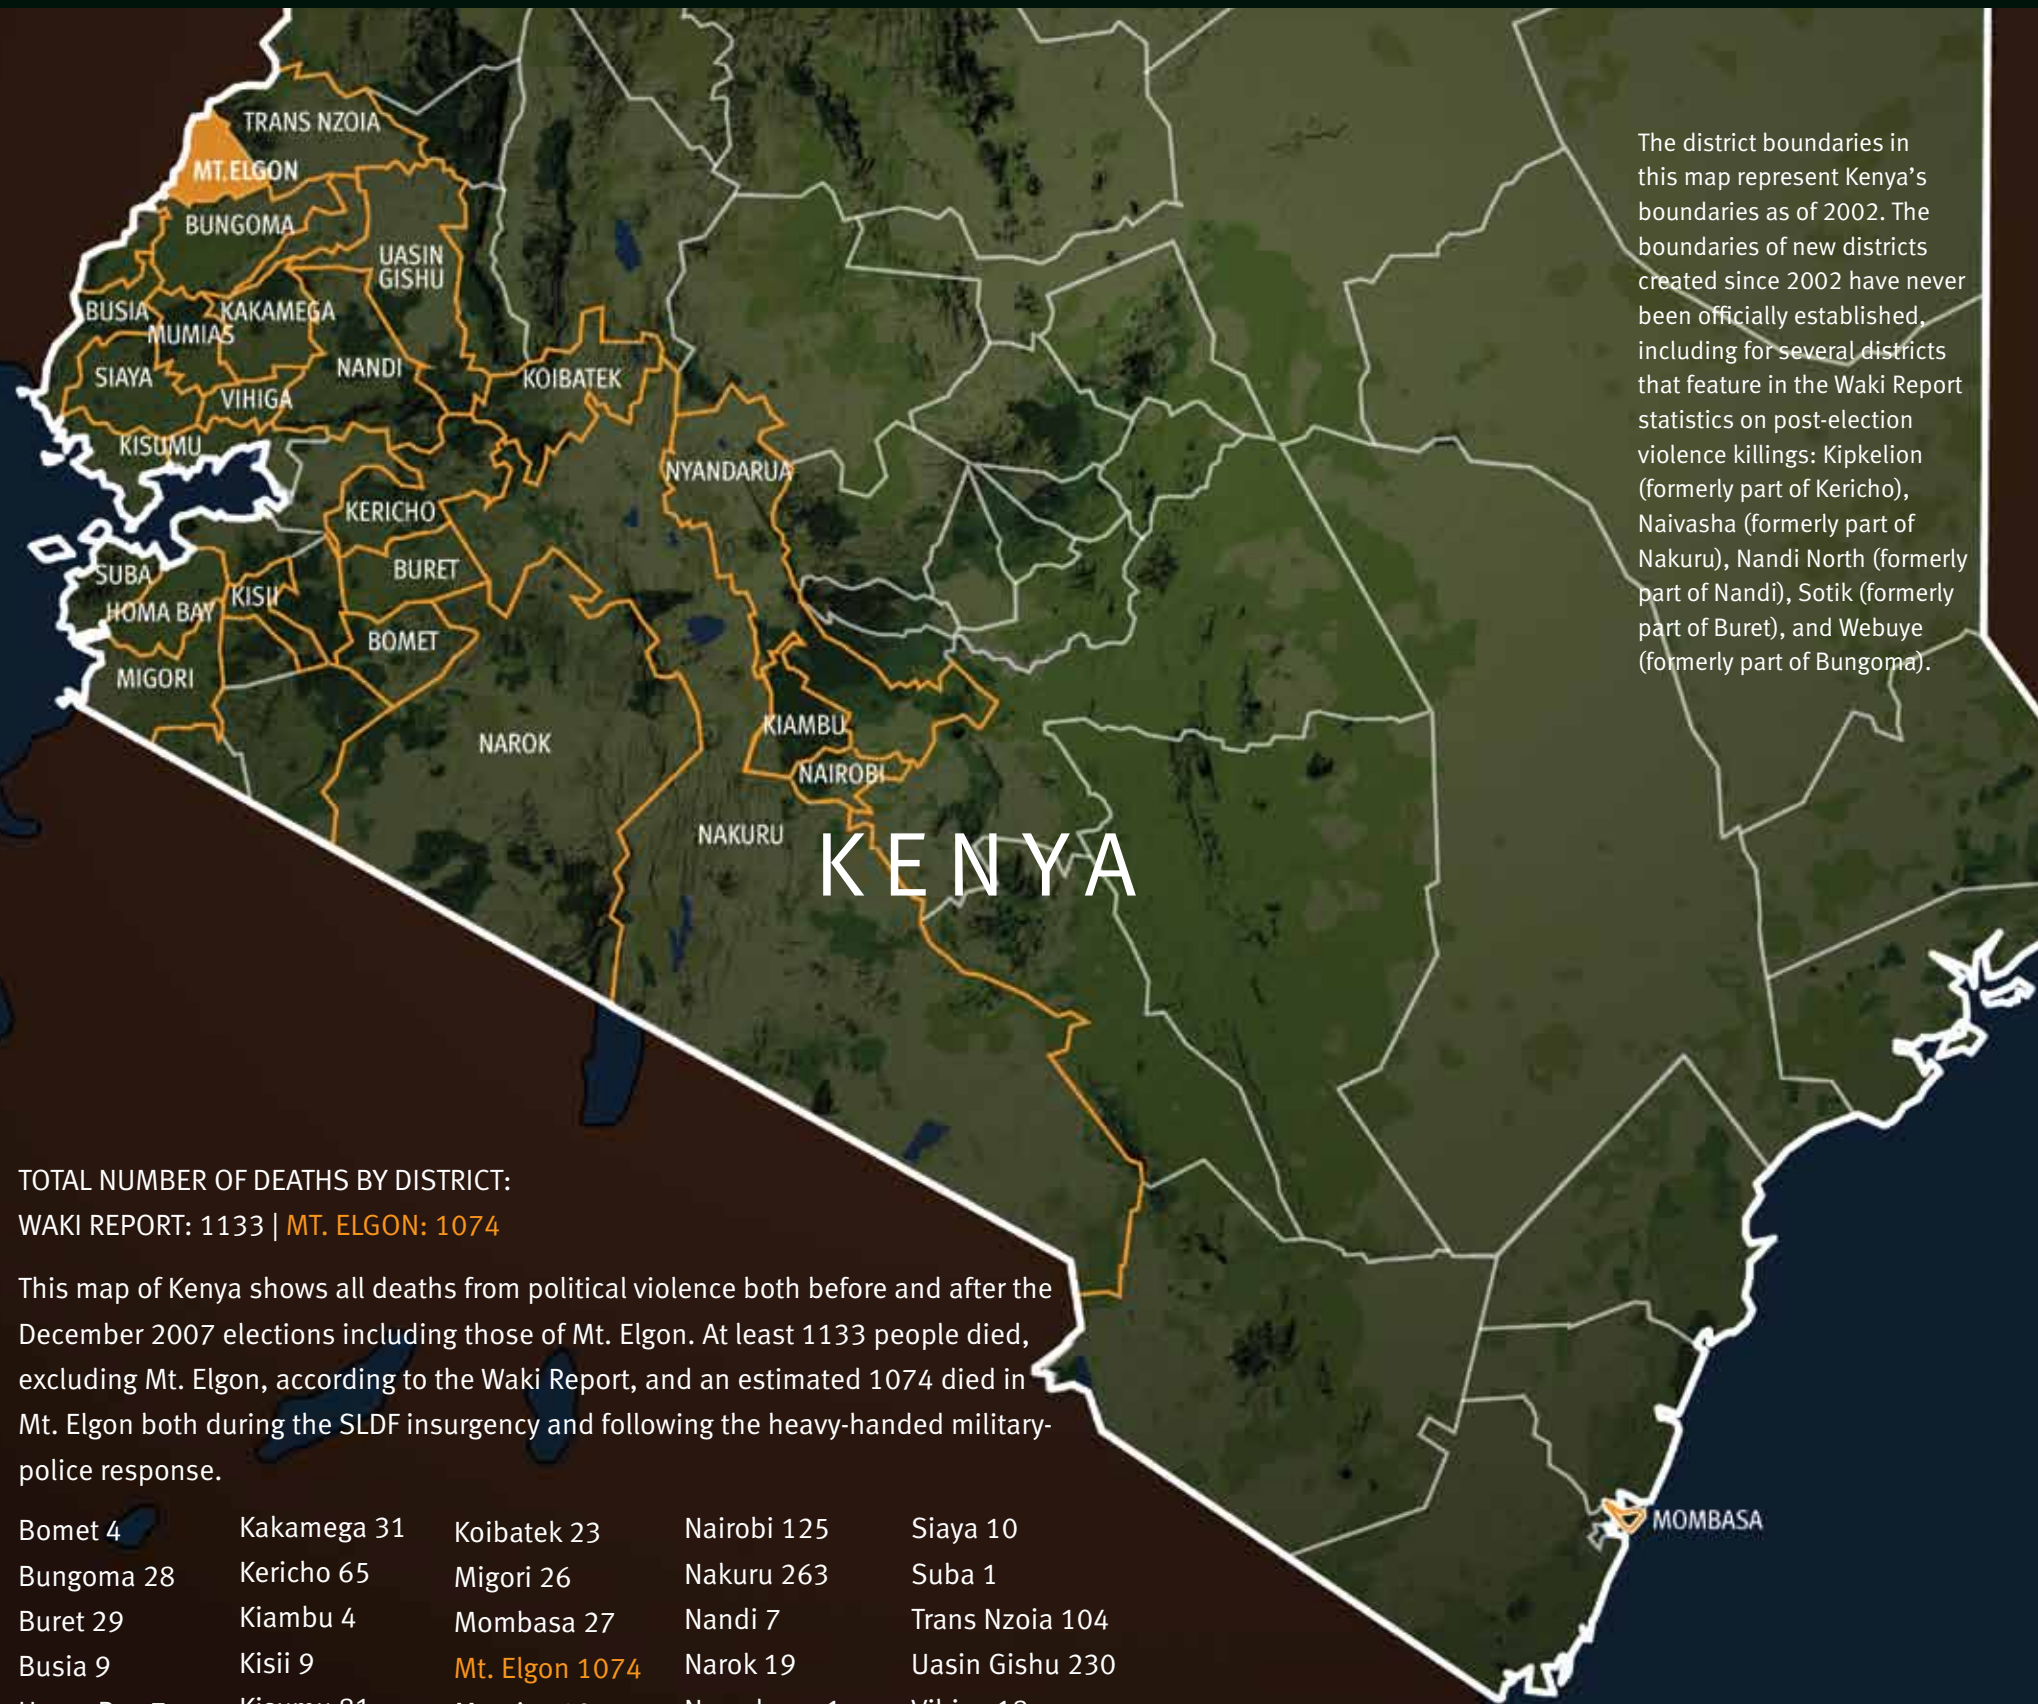 TRANS NZOIA
MT.ELGON
BUNGOMA
UASIN
GISHU
BUSIA
KAKAMEGA
MUMIAS
SIAYA
NANDI
KOIBATEK
VIHIGA
KISUMU
NYANDARUA
KERICHO
SUBA
BURET
KISII
HOMA BAY
BOMET
MIGORI
NAROK
KIAMBU
NAIROBI
NAKURU
KENYA
MOMBASA
The district boundaries in
this map represent Kenya’s
boundaries as of 2002. The
boundaries of new districts
created since 2002 have never
been officially established,
including for several districts
that feature in the Waki Report
statistics on post-election
violence killings: Kipkelion
(formerly part of Kericho),
Naivasha (formerly part of
Nakuru), Nandi North (formerly
part of Nandi), Sotik (formerly
part of Buret), and Webuye
(formerly part of Bungoma).
TOTAL NUMBER OF DEATHS BY DISTRICT:
WAKI REPORT: 1133 | MT. ELGON: 1074
This map of Kenya shows all deaths from political violence both before and after the
December 2007 elections including those of Mt. Elgon. At least 1133 people died,
excluding Mt. Elgon, according to the Waki Report, and an estimated 1074 died in
Mt. Elgon both during the SLDF insurgency and following the heavy-handed military-
police response.
Bomet 4
Bungoma 28
Buret 29
Busia 9
Kakamega 31
Kericho 65
Kiambu 4
Kisii 9
Kisumu 81
Koibatek 23
Migori 26
Mombasa 27
Mt. Elgon 1074
Nairobi 125
Nakuru 263
Nandi 7
Narok 19
Siaya 10
Suba 1
Trans Nzoia 104
Uasin Gishu 230